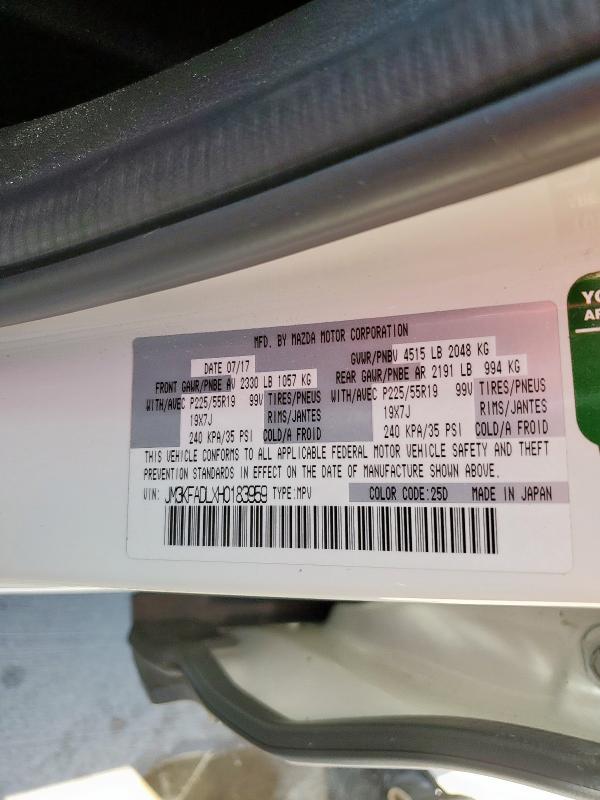 MFD. BY MAZDA MOTOR CORPORATION
DATE 07/17 GVWR/PNBV 4515 LB 2048 KG
FRONT GAWR/PNBE AV 2330 LB 1057 KG REAR GAWR/PNBE AR 2191 LB 994 KG
WITH/AVEC P225/55R19 99V TIRES/PNEUS WITH/AVEC P225/55R19 99V TIRES/PNEUS
19X7J RIMS/JANTES 19X7J RIMS/JANTES
240 KPA/35 PSI COLD/A FROID 240 KPA/35 PSI COLD/A FROID
THIS VEHICLE CONFORMS TO ALL APPLICABLE FEDERAL MOTOR VEHICLE SAFETY AND THEFT
PREVENTION STANDARDS IN EFFECT ON THE DATE OF MANUFACTURE SHOWN ABOVE.
VIN: JM3KFADLXH0183959 TYPE:MPV COLOR CODE:25D MADE IN JAPAN